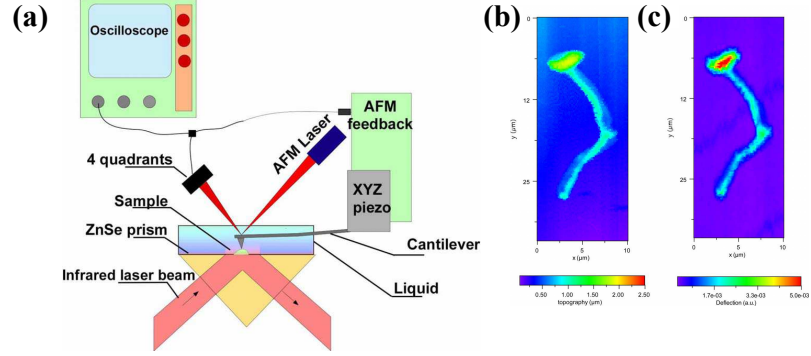 (a)
Oscilloscope
AFM
feedback
AFM Laser
4 quadrants
XYZ
piezo
Sample
ZnSe prism
Cantilever
Infrared laser beam
Liquid
(b)
0
12
25
y (µm)
0
5
10
x (µm)
0.50
1.00
1.50
2.00
2.50
topography (µm)
(c)
0
12
25
y (µm)
0
5
10
x (µm)
1.7e-03
3.3e-03
5.0e-03
Deflection (a.u.)